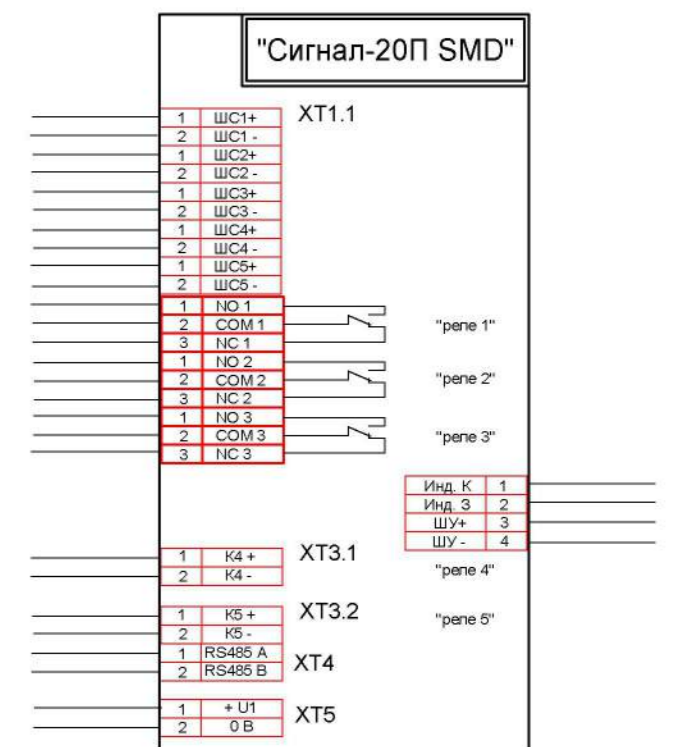 "Сигнал-20П SMD"
XT1.1
1 ШС1+
2 ШС1 -
1 ШС2+
2 ШС2 -
1 ШС3+
2 ШС3 -
1 ШС4+
2 ШС4 -
1 ШС5+
2 ШС5 -
1 NO 1
2 COM 1 "реле 1"
3 NC 1
1 NO 2
2 COM 2 "реле 2"
3 NC 2
1 NO 3
2 COM 3 "реле 3"
3 NC 3
Инд. К 1
Инд. З 2
ШУ+ 3
ШУ - 4
XT3.1
1 К4 +
2 К4 -
"реле 4"
XT3.2
1 К5 +
2 К5 -
"реле 5"
1 RS485 A
2 RS485 B
XT4
1 + U1
2 0 В
XT5